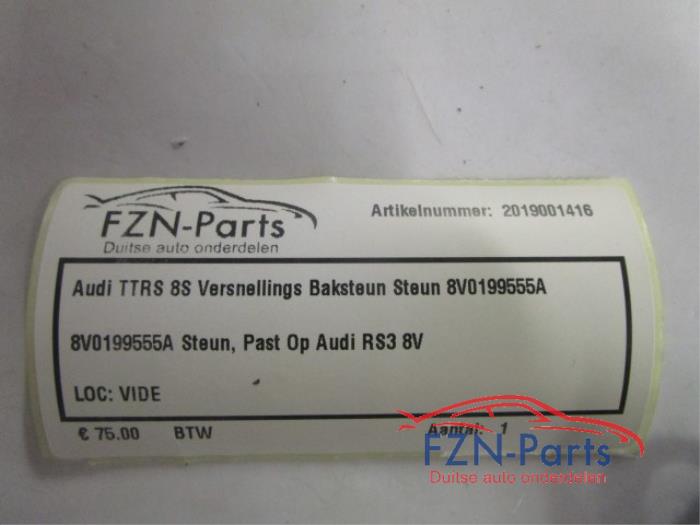 FZN-Parts
Duitse auto onderdelen
Artikelnummer: 2019001416
Audi TTRS 8S Versnellings Baksteun Steun 8V0199555A
8V0199555A Steun, Past Op Audi RS3 8V
LOC: VIDE
€ 75.00 BTW Aantal: 1
FZN-Parts
Duitse auto onderdelen